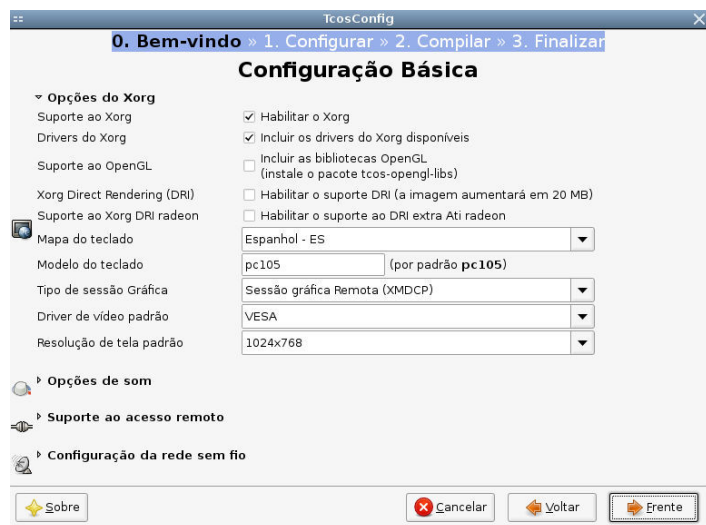 TcosConfig
0. Bem-vindo » 1. Configurar » 2. Compilar » 3. Finalizar
Configuração Básica
Opções do Xorg
Suporte ao Xorg Habilitar o Xorg
Drivers do Xorg Incluir os drivers do Xorg disponíveis
Suporte ao OpenGL Incluir as bibliotecas OpenGL
(instale o pacote tcos-opengl-libs)
Xorg Direct Rendering (DRI) Habilitar o suporte DRI (a imagem aumentará em 20 MB)
Suporte ao Xorg DRI radeon Habilitar o suporte ao DRI extra Ati radeon
Mapa do teclado Espanhol - ES
Modelo do teclado pc105 (por padrão pc105)
Tipo de sessão Gráfica Sessão gráfica Remota (XMDCP)
Driver de vídeo padrão VESA
Resolução de tela padrão 1024x768
Opções de som
Suporte ao acesso remoto
Configuração da rede sem fio
Sobre Cancelar Voltar Frente